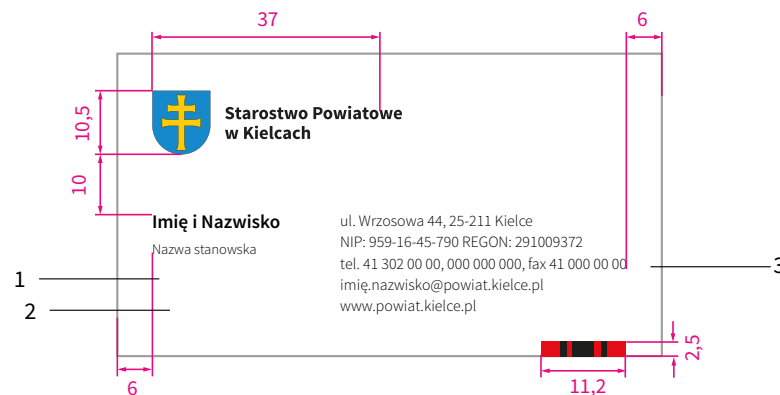 37
6
10,5
Starostwo Powiatowe
w Kielcach
10
Imię i Nazwisko
Nazwa stanowska
ul. Wrzosowa 44, 25-211 Kielce
NIP: 959-16-45-790 REGON: 291009372
tel. 41 302 00 00, 000 000 000, fax 41 000 00 00
imię.nazwisko@powiat.kielce.pl
www.powiat.kielce.pl
1
2
3
2,5
6
11,2